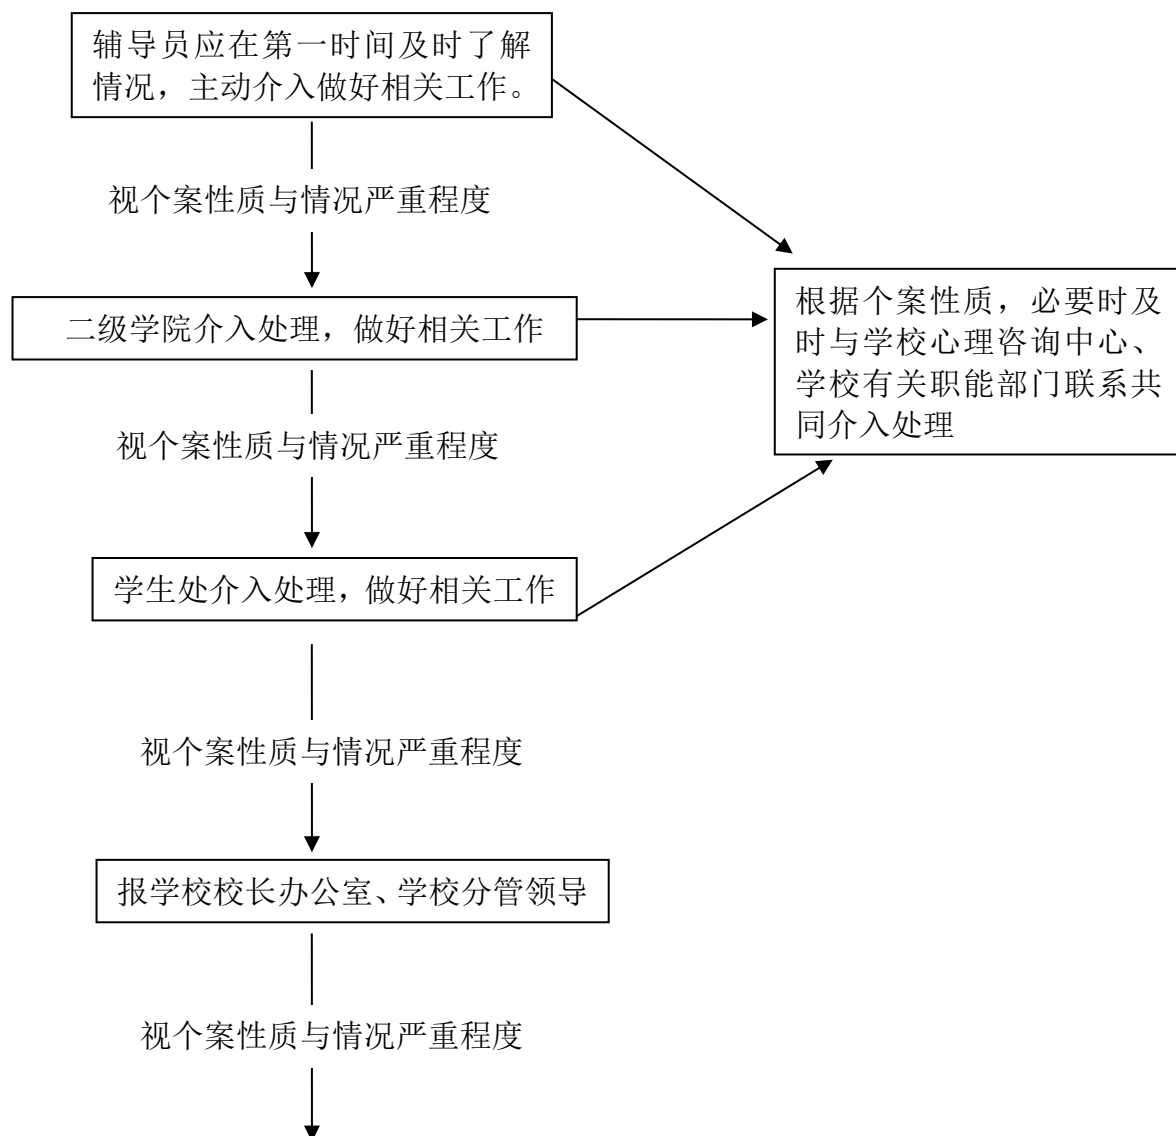 辅导员应在第一时间及时了解
情况，主动介入做好相关工作。
视个案性质与情况严重程度
二级学院介入处理，做好相关工作
根据个案性质，必要时及
时与学校心理咨询中心、
学校有关职能部门联系共
同介入处理
视个案性质与情况严重程度
学生处介入处理，做好相关工作
视个案性质与情况严重程度
报学校校长办公室、学校分管领导
视个案性质与情况严重程度